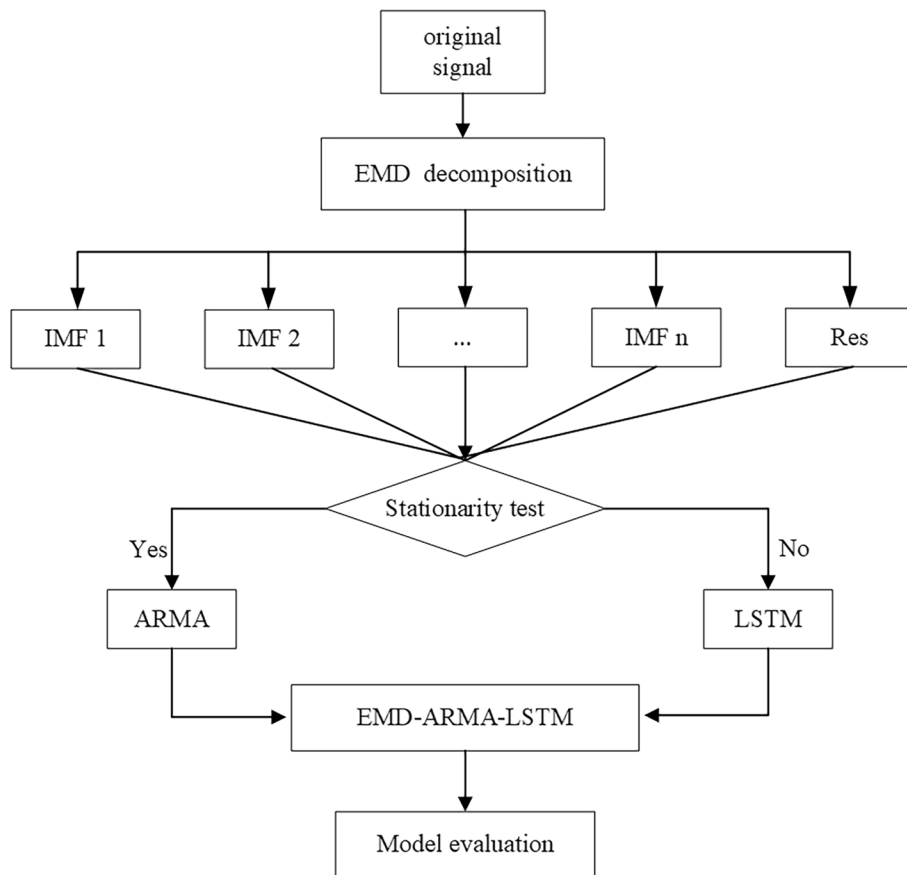 original
signal
EMD decomposition
IMF 1
IMF 2
...
IMF n
Res
Stationarity test
Yes
No
ARMA
LSTM
EMD-ARMA-LSTM
Model evaluation